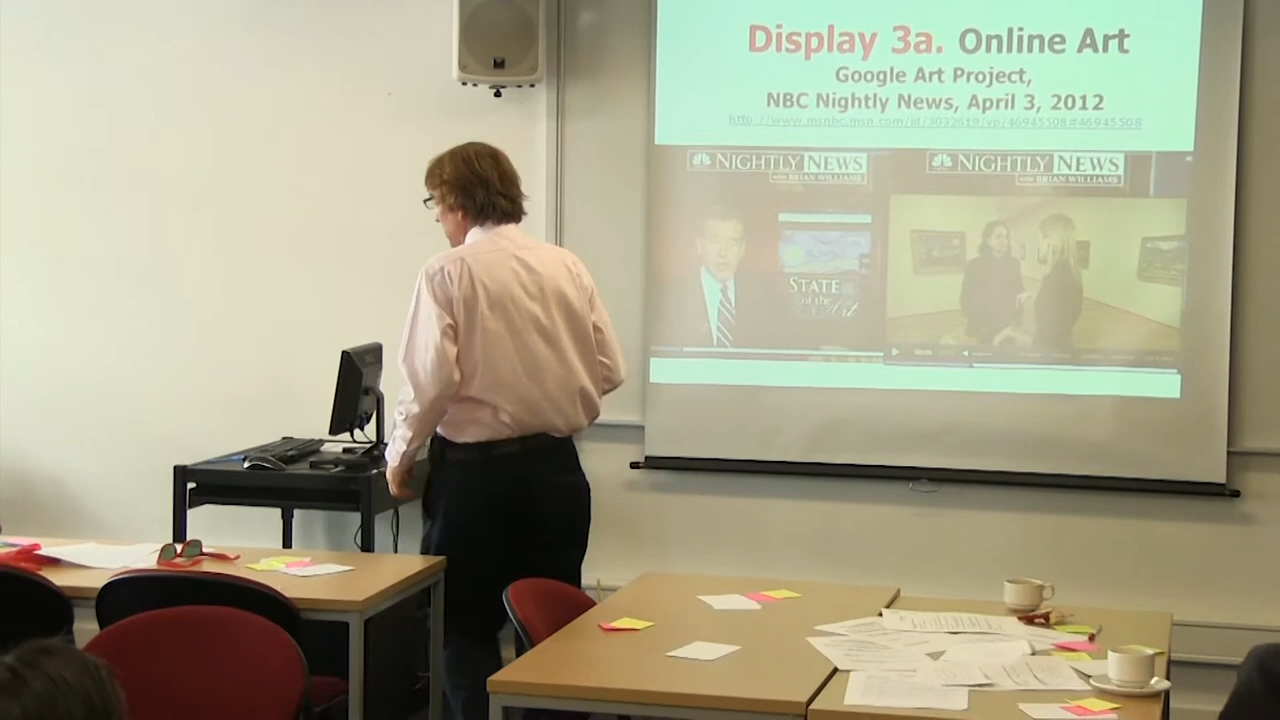 Display 3a. Online Art
Google Art Project,
NBC Nightly News, April 3, 2012
http://www.msnbc.msn.com/id/3032619/vp/46945508#46945508
NIGHTLY NEWS
WITH BRIAN WILLIAMS
NIGHTLY NEWS
WITH BRIAN WILLIAMS
STATE
of the
Art